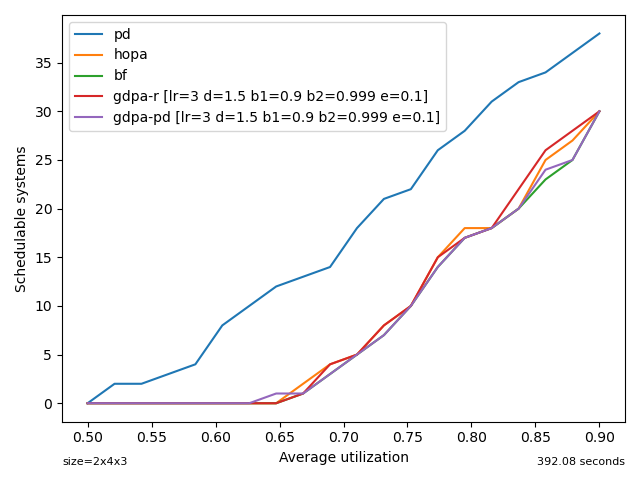 pd
hopa
bf
gdpa-r [lr=3 d=1.5 b1=0.9 b2=0.999 e=0.1]
gdpa-pd [lr=3 d=1.5 b1=0.9 b2=0.999 e=0.1]
Schedulable systems
35
30
25
20
15
10
5
0
0.50 0.55 0.60 0.65 0.70 0.75 0.80 0.85 0.90
Average utilization
size=2x4x3
392.08 seconds